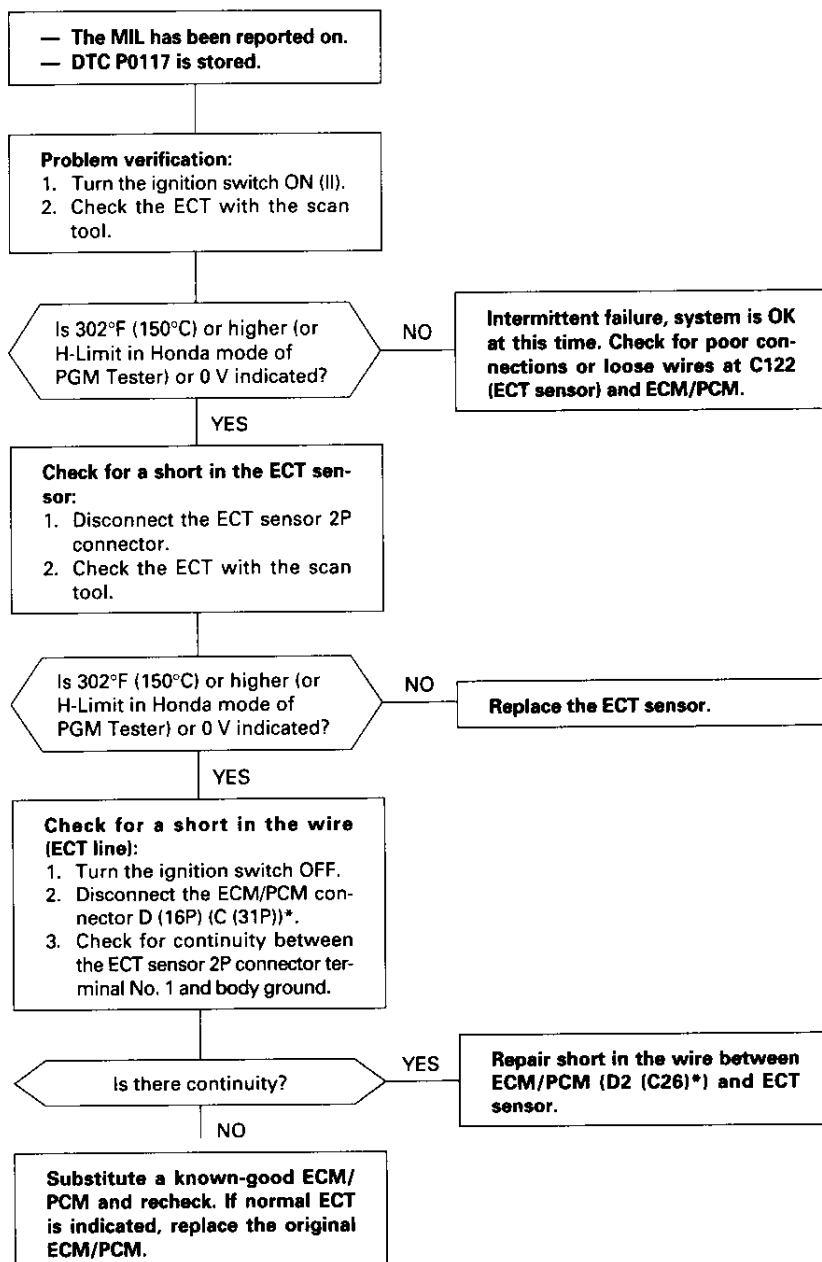 — The MIL has been reported on.
— DTC P0117 is stored.
Problem verification:
1. Turn the ignition switch ON (II).
2. Check the ECT with the scan
tool.
Is 302°F (150°C) or higher (or
H-Limit in Honda mode of
PGM Tester) or 0 V indicated?
NO
Intermittent failure, system is OK
at this time. Check for poor con-
nections or loose wires at C122
(ECT sensor) and ECM/PCM.
YES
Check for a short in the ECT sen-
sor:
1. Disconnect the ECT sensor 2P
connector.
2. Check the ECT with the scan
tool.
Is 302°F (150°C) or higher (or
H-Limit in Honda mode of
PGM Tester) or 0 V indicated?
NO
Replace the ECT sensor.
YES
Check for a short in the wire
(ECT line):
1. Turn the ignition switch OFF.
2. Disconnect the ECM/PCM con-
nector D (16P) (C (31P))*.
3. Check for continuity between
the ECT sensor 2P connector ter-
minal No. 1 and body ground.
Is there continuity?
YES
Repair short in the wire between
ECM/PCM (D2 (C26)*) and ECT
sensor.
NO
Substitute a known-good ECM/
PCM and recheck. If normal ECT
is indicated, replace the original
ECM/PCM.